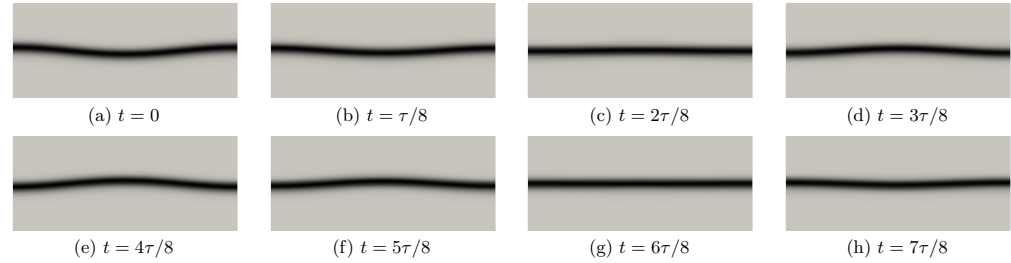 (a) t = 0
(b) t = τ/8
(c) t = 2τ/8
(d) t = 3τ/8
(e) t = 4τ/8
(f) t = 5τ/8
(g) t = 6τ/8
(h) t = 7τ/8